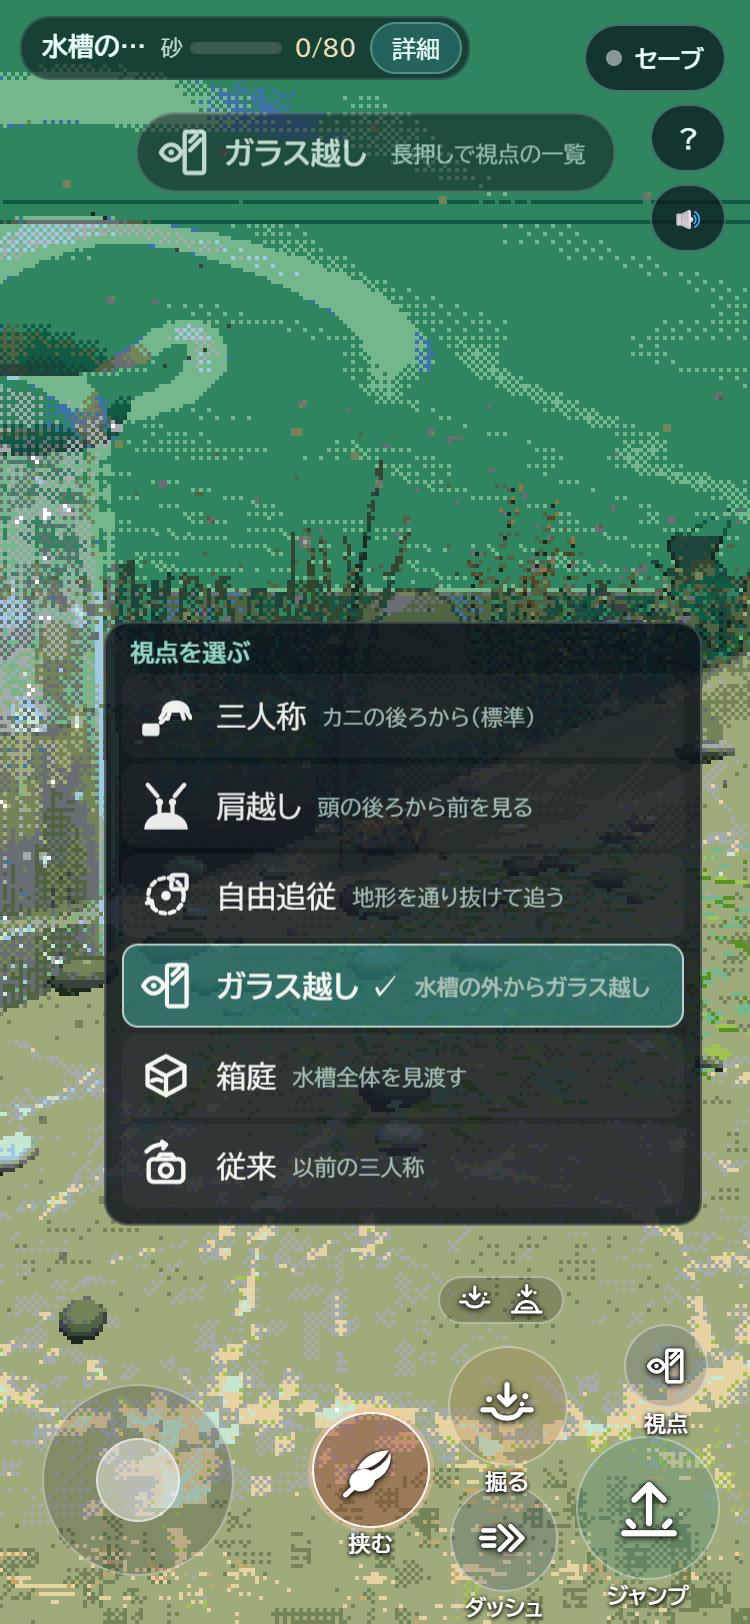 水槽の… 砂 0/80 詳細
セーブ
?
ガラス越し 長押しで視点の一覧
視点を選ぶ
三人称 カニの後ろから(標準)
肩越し 頭の後ろから前を見る
自由追従 地形を通り抜けて追う
ガラス越し ✓ 水槽の外からガラス越し
箱庭 水槽全体を見渡す
従来 以前の三人称
視点
掘る
挟む
ジャンプ
ダッシュ